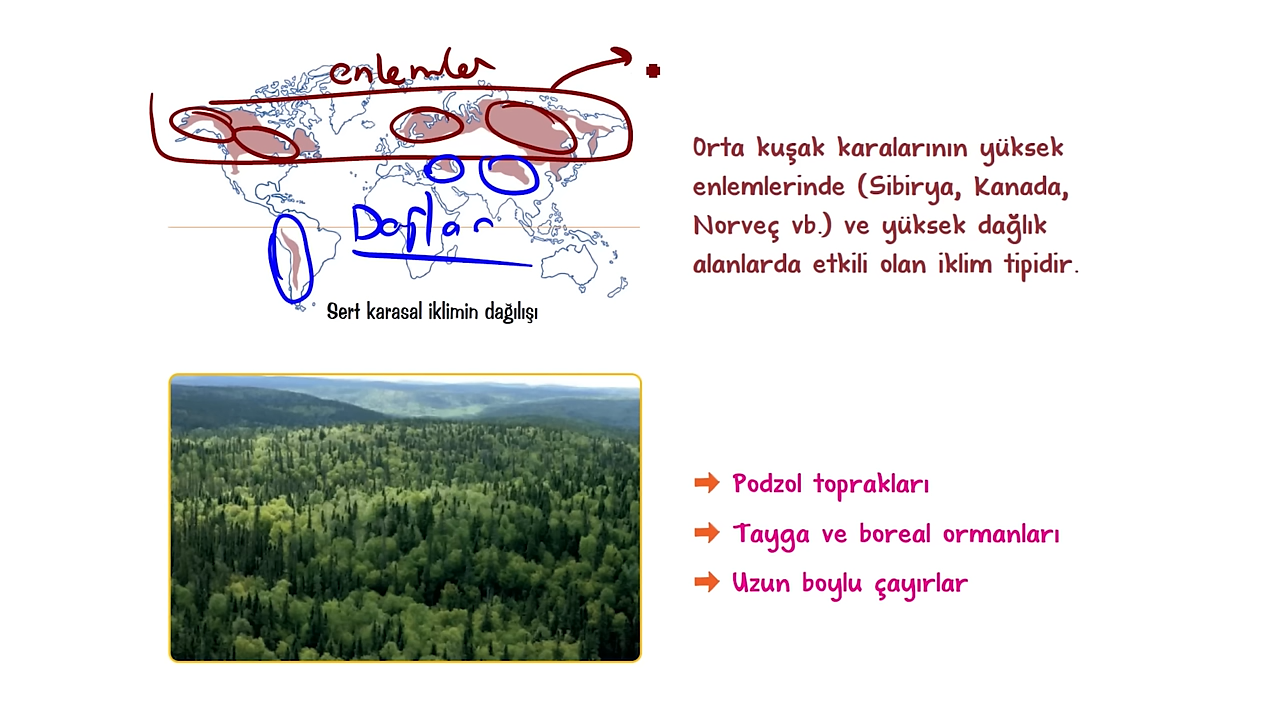 enlemler
Orta kuşak karalarının yüksek
enlemlerinde (Sibirya, Kanada,
Norveç vb.) ve yüksek dağlık
alanlarda etkili olan iklim tipidir.
Dağlar
Sert karasal iklimin dağılışı
Podzol toprakları
Tayga ve boreal ormanları
Uzun boylu çayırlar